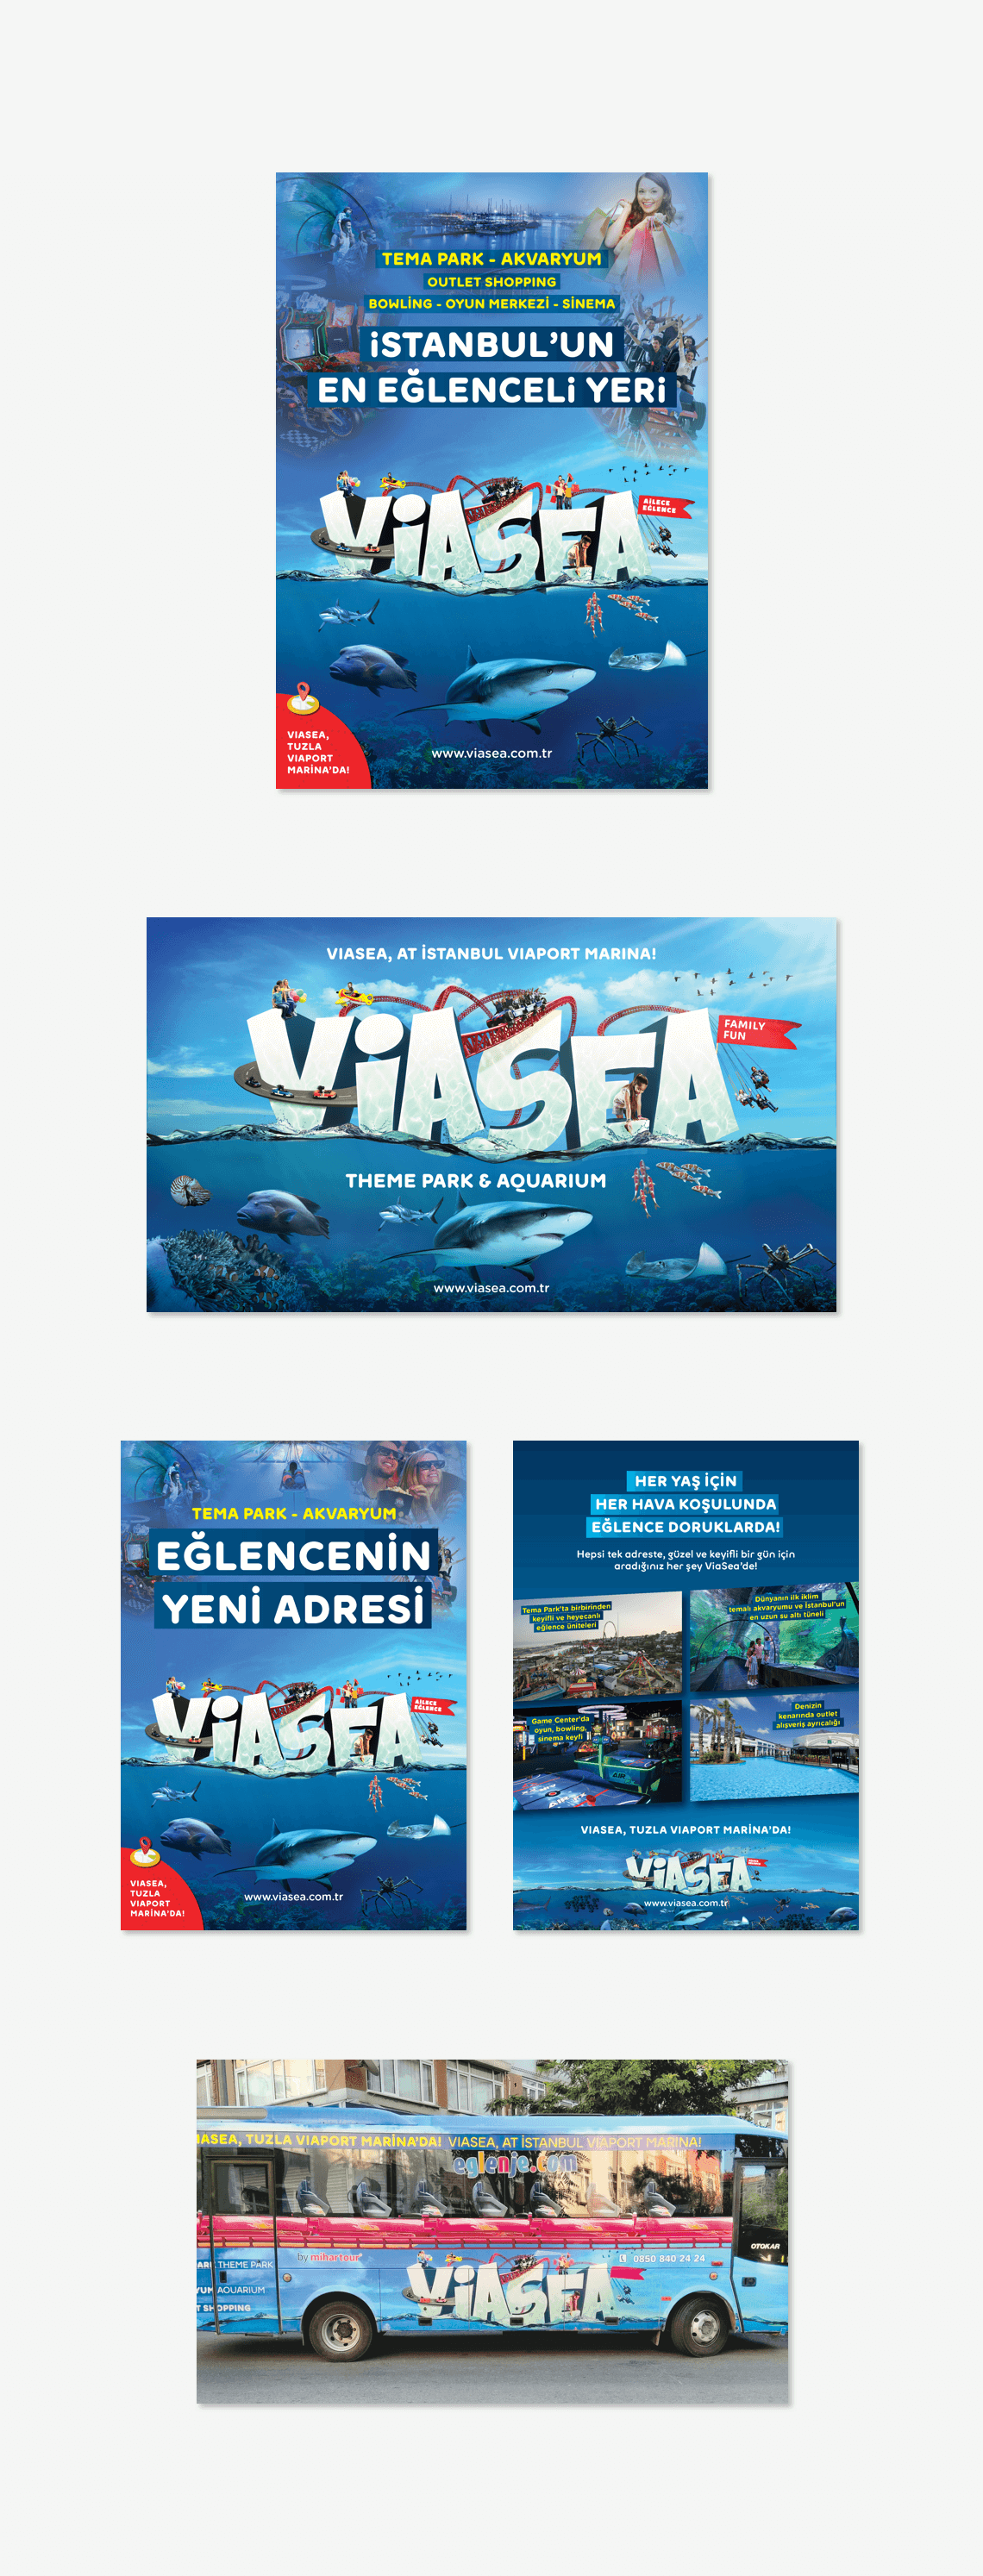 TEMA PARK - AKVARYUM
OUTLET SHOPPING
BOWLİNG - OYUN MERKEZİ - SİNEMA
iSTANBUL'UN
EN EĞLENCELi YERi
ViASEA
AİLECE
EĞLENCE
VIASEA,
TUZLA
VIAPORT
MARİNA'DA!
www.viasea.com.tr
VIASEA, AT İSTANBUL VIAPORT MARINA!
ViASEA
FAMILY
FUN
THEME PARK & AQUARIUM
www.viasea.com.tr
TEMA PARK - AKVARYUM
EĞLENCENİN
YENİ ADRESİ
ViASEA
AİLECE
EĞLENCE
VIASEA,
TUZLA
VIAPORT
MARİNA'DA!
www.viasea.com.tr
HER YAŞ İÇİN
HER HAVA KOŞULUNDA
EĞLENCE DORUKLARDA!
Hepsi tek adreste, güzel ve keyifli bir gün için
aradığınız her şey ViaSea'de!
Tema Park'ta birbirinden
keyifli ve heyecanlı
eğlence üniteleri
Dünyanın ilk iklim
temalı akvaryumu ve İstanbul'un
en uzun su altı tüneli
Game Center'da
oyun, bowling,
sinema keyfi
Denizin
kenarında outlet
alışveriş ayrıcalığı
AIR
VIASEA, TUZLA VIAPORT MARİNA'DA!
ViASEA
www.viasea.com.tr
IASEA, TUZLA VIAPORT MARİNA'DA! VIASEA, AT İSTANBUL VIAPORT MARINA!
eglenje.com
OTOKAR
by mihartour
0850 840 24 24
ARK THEME PARK
YUM AQUARIUM
T SHOPPING
ViASEA